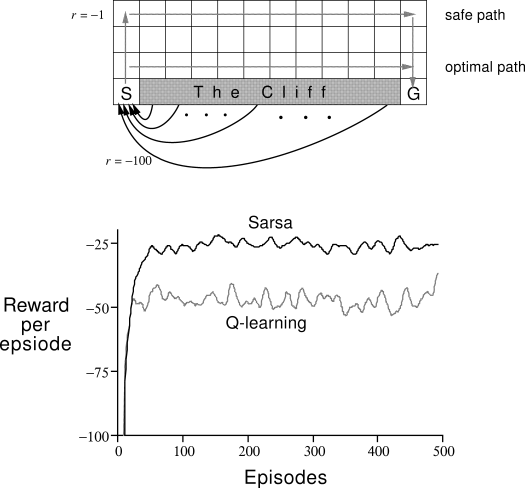 r = −1
safe path
optimal path
S
T h e   C l i f f
G
r = −100
Sarsa
Q-learning
Reward
per
epsiode
−25
−50
−75
−100
0 100 200 300 400 500
Episodes